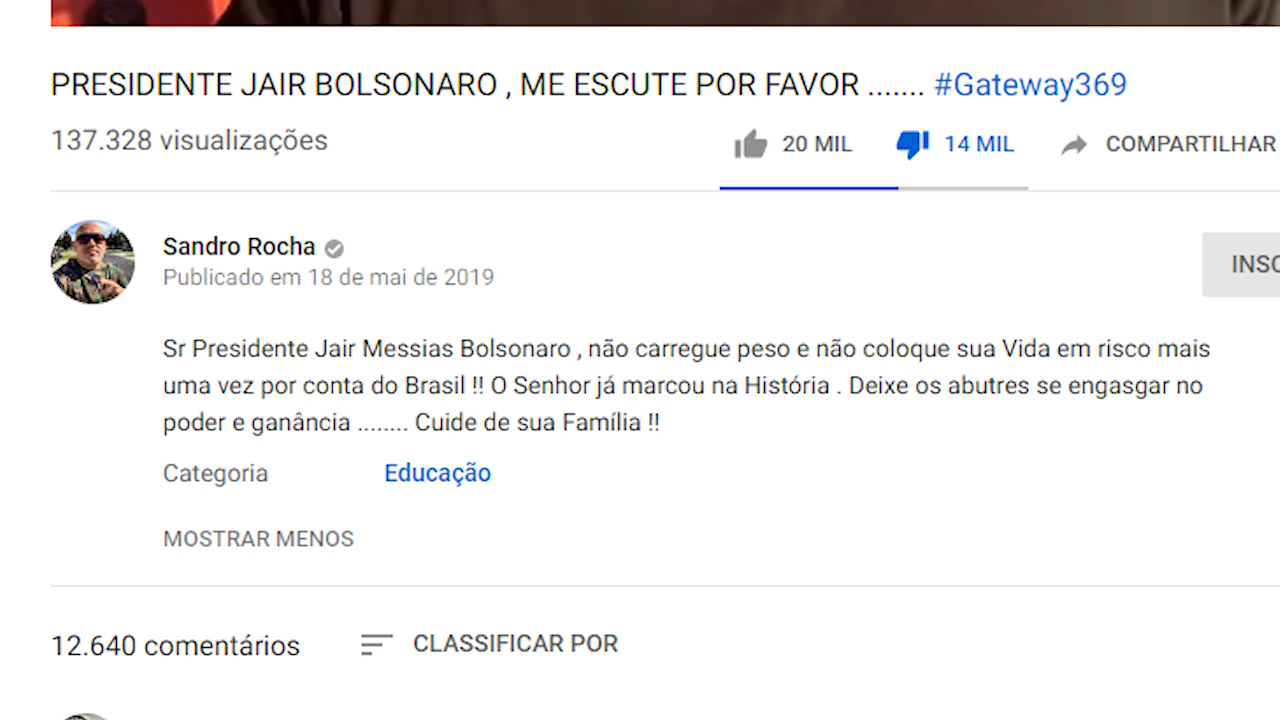 PRESIDENTE JAIR BOLSONARO , ME ESCUTE POR FAVOR ....... #Gateway369
137.328 visualizações
20 MIL
14 MIL
COMPARTILHAR
Sandro Rocha
Publicado em 18 de mai de 2019
INSC
Sr Presidente Jair Messias Bolsonaro , não carregue peso e não coloque sua Vida em risco mais
uma vez por conta do Brasil !! O Senhor já marcou na História . Deixe os abutres se engasgar no
poder e ganância ........ Cuide de sua Família !!
Categoria
Educação
MOSTRAR MENOS
12.640 comentários
CLASSIFICAR POR